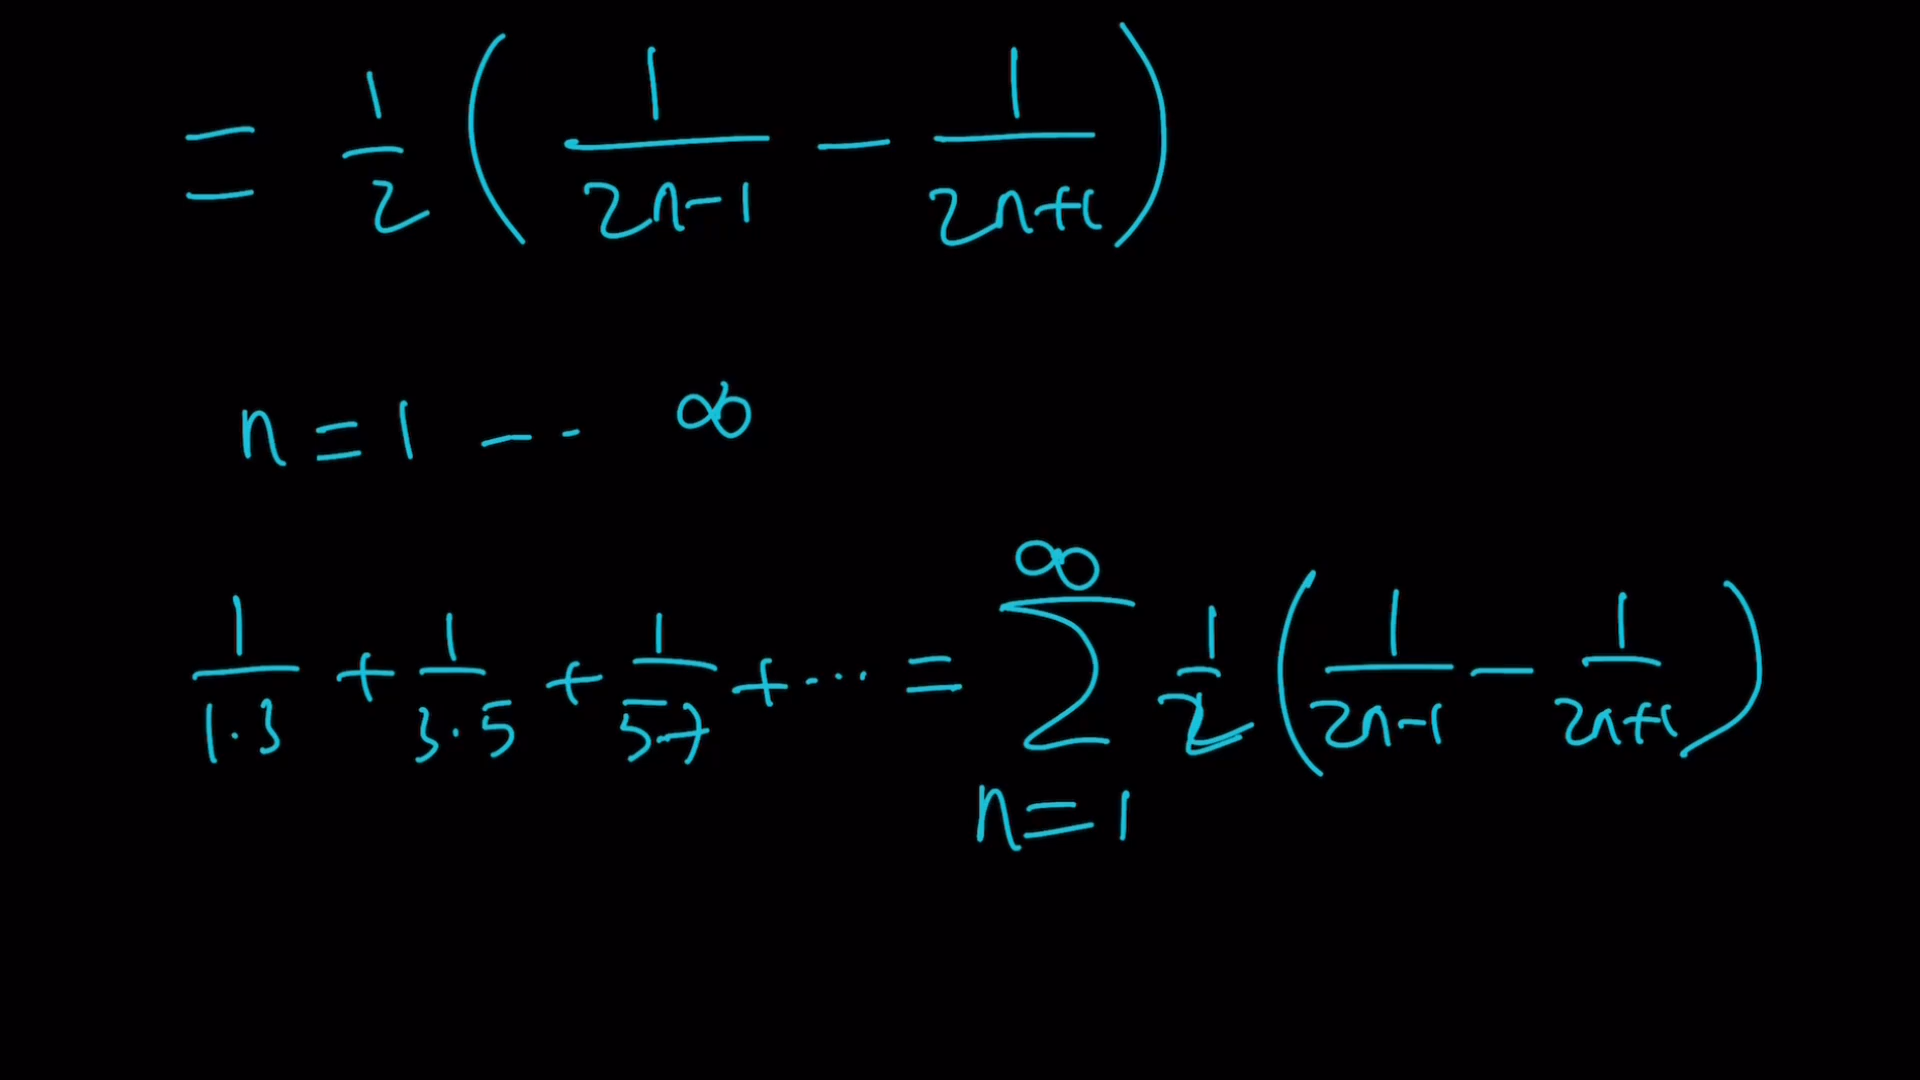 = 1/2 ( 1/(2n-1) - 1/(2n+1) )
n = 1 -- ∞
1/(1·3) + 1/(3·5) + 1/(5·7) + ··· = ∑_{n=1}^{∞} 1/2 ( 1/(2n-1) - 1/(2n+1) )